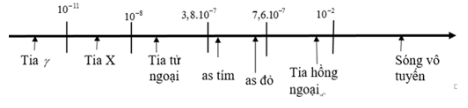 10⁻¹¹ 10⁻⁸ 3,8.10⁻⁷ 7,6.10⁻⁷ 10⁻²
Tia γ Tia X Tia tử as tím as đỏ Tia hồng Sóng vô
ngoại ngoại tuyến